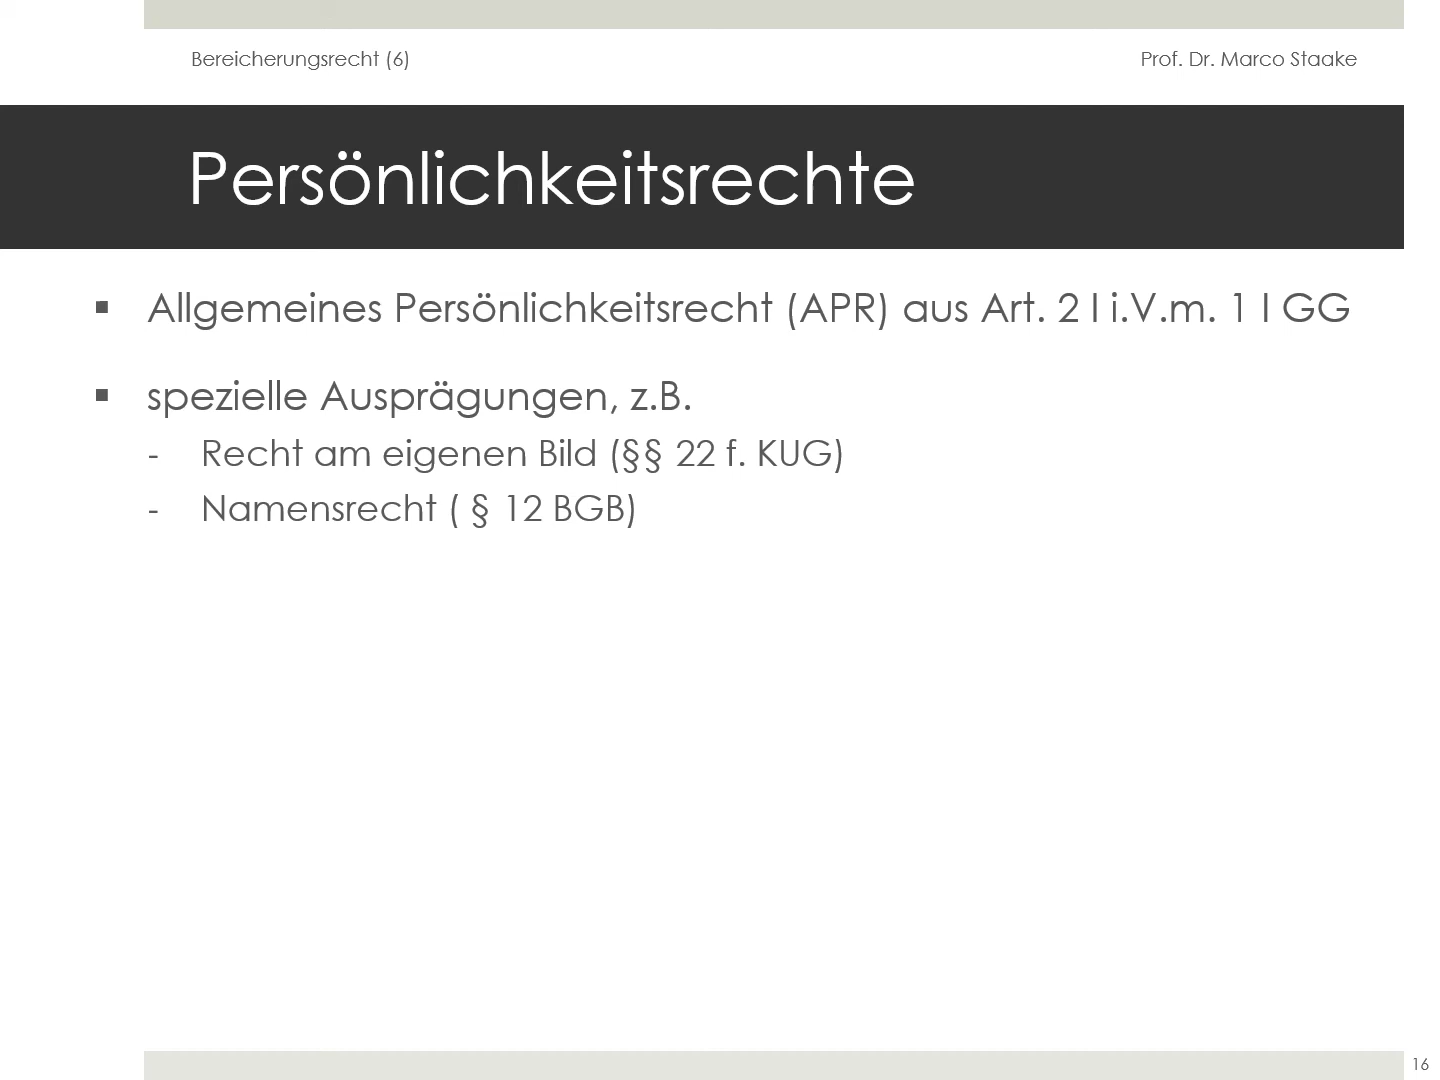 Bereicherungsrecht (6) Prof. Dr. Marco Staake
Persönlichkeitsrechte
▪ Allgemeines Persönlichkeitsrecht (APR) aus Art. 2 I i.V.m. 1 I GG
▪ spezielle Ausprägungen, z.B.
- Recht am eigenen Bild (§§ 22 f. KUG)
- Namensrecht ( § 12 BGB)
16